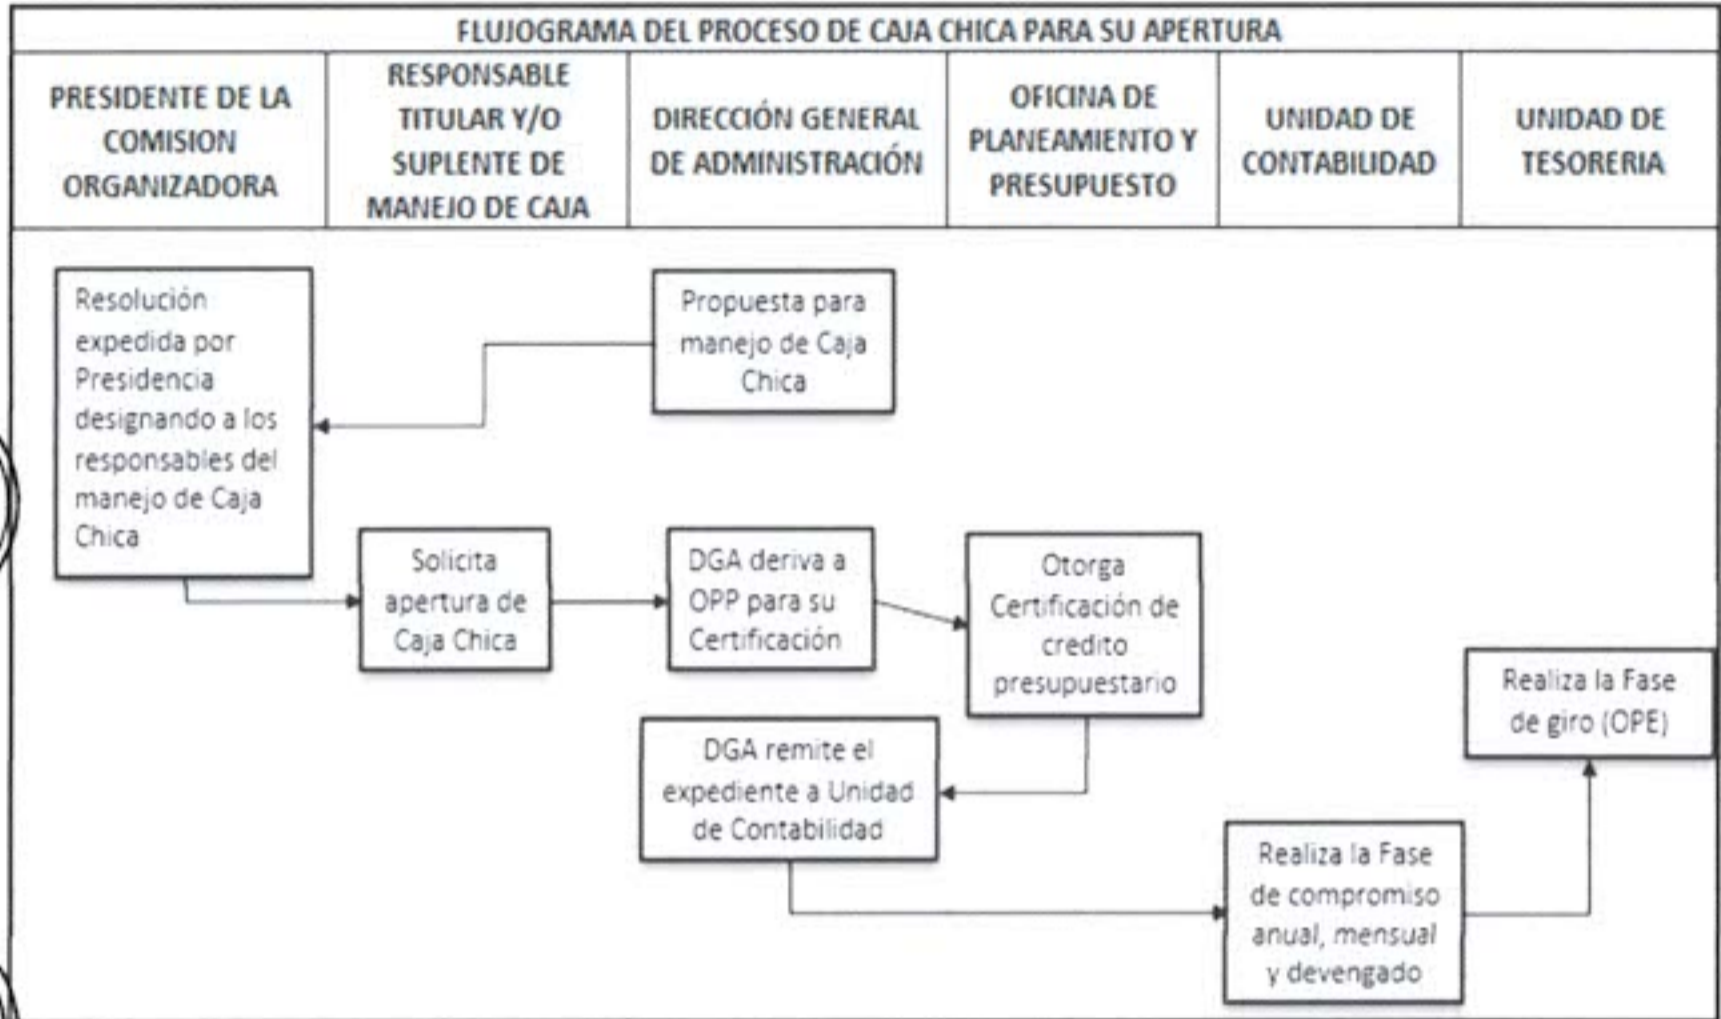 FLUJOGRAMA DEL PROCESO DE CAJA CHICA PARA SU APERTURA
PRESIDENTE DE LA
COMISION
ORGANIZADORA
RESPONSABLE
TITULAR Y/O
SUPLENTE DE
MANEJO DE CAJA
DIRECCIÓN GENERAL
DE ADMINISTRACIÓN
OFICINA DE
PLANEAMIENTO Y
PRESUPUESTO
UNIDAD DE
CONTABILIDAD
UNIDAD DE
TESORERIA
Propuesta para
manejo de Caja
Chica
Resolución
expedida por
Presidencia
designando a los
responsables del
manejo de Caja
Chica
Solicita
apertura de
Caja Chica
DGA deriva a
OPP para su
Certificación
Otorga
Certificación de
credito
presupuestario
DGA remite el
expediente a Unidad
de Contabilidad
Realiza la Fase
de compromiso
anual, mensual
y devengado
Realiza la Fase
de giro (OPE)